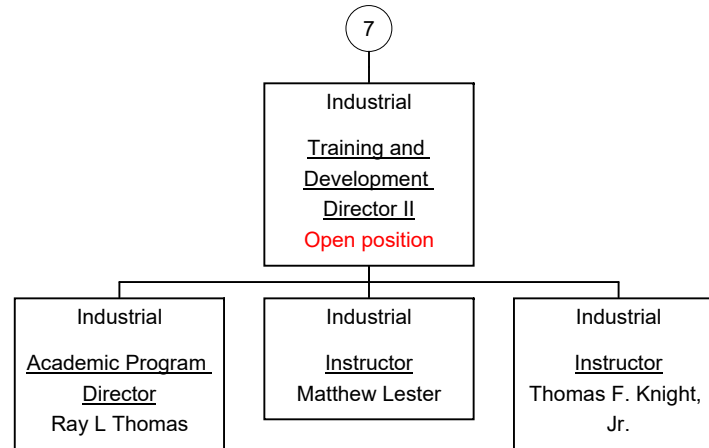 7
Industrial
Training and
Development
Director II
Open position
Industrial
Academic Program
Director
Ray L Thomas
Industrial
Instructor
Matthew Lester
Industrial
Instructor
Thomas F. Knight,
Jr.